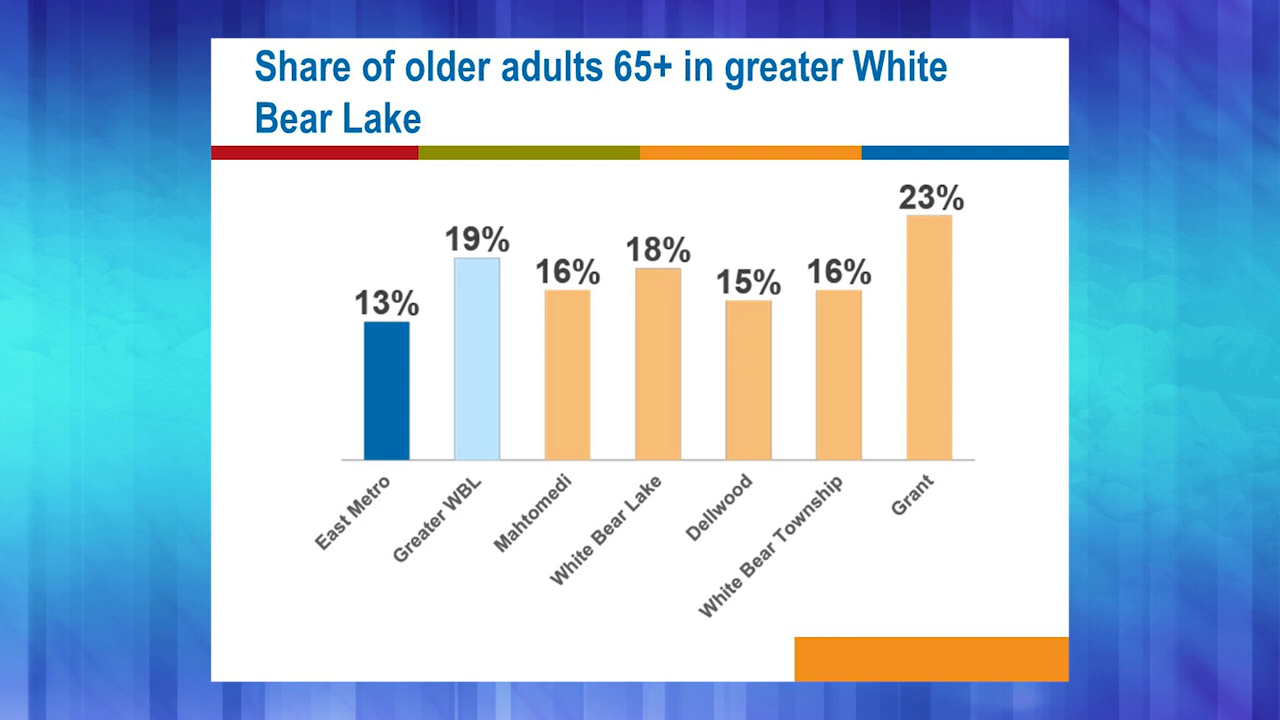 Share of older adults 65+ in greater White
Bear Lake
13%
19%
16%
18%
15%
16%
23%
East Metro
Greater WBL
Mahtomedi
White Bear Lake
Dellwood
White Bear Township
Grant